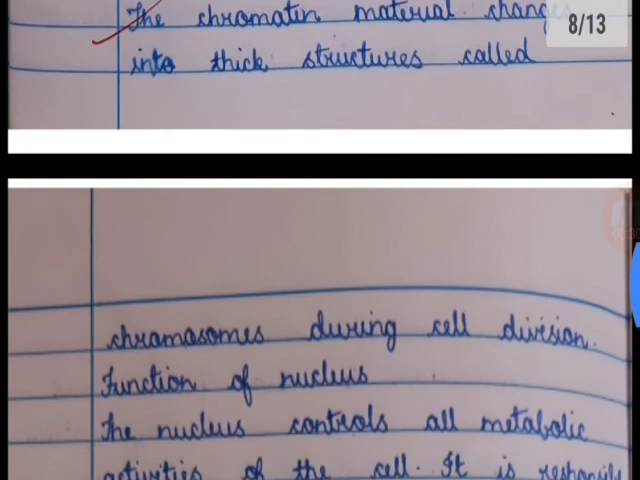 The chromatin material change
8/13
into thick structures called
chromosomes during cell division.
Function of nucleus
The nucleus controls all metabolic
activities of the cell. It is responsible